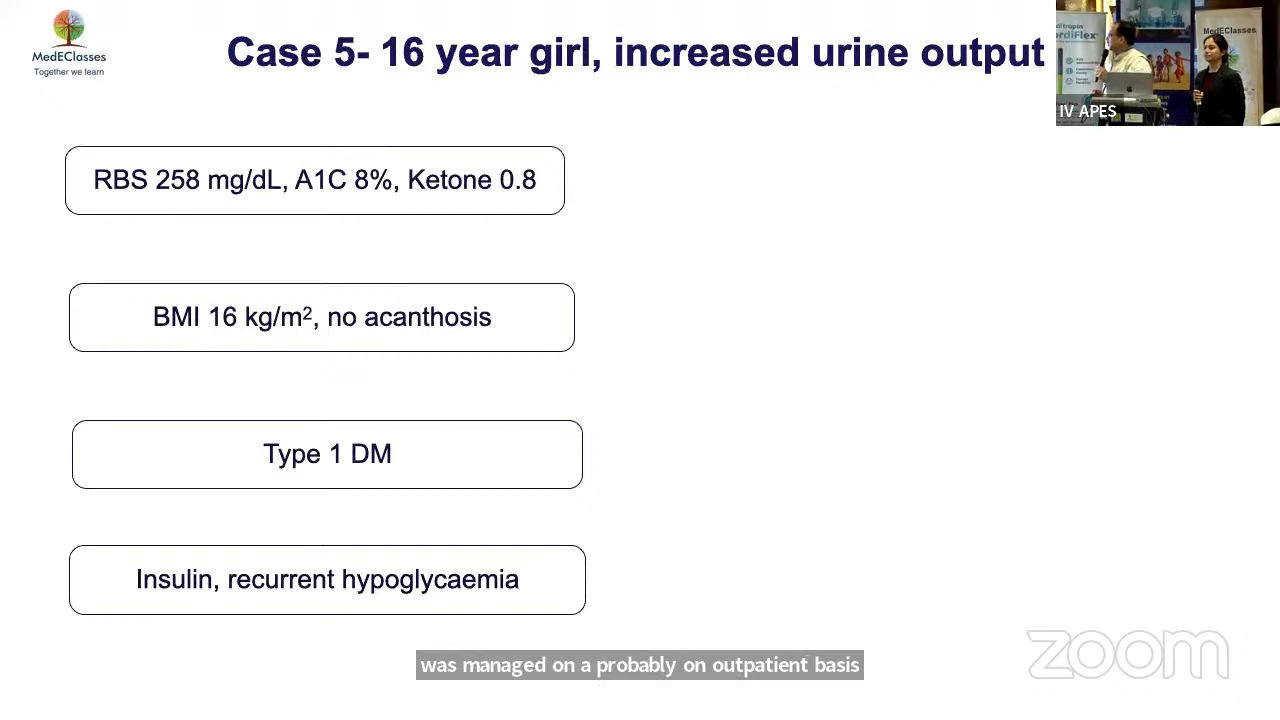 MedEClasses
Together we learn
Case 5- 16 year girl, increased urine output
RBS 258 mg/dL, A1C 8%, Ketone 0.8
BMI 16 kg/m², no acanthosis
Type 1 DM
Insulin, recurrent hypoglycaemia
was managed on a probably on outpatient basis
IV APES
MedEClasses
zoom